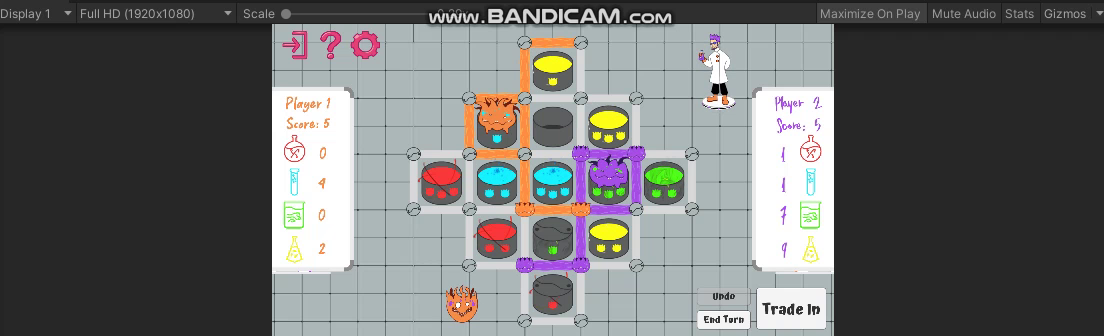 Display 1 Full HD (1920x1080) Scale Maximize On Play Mute Audio Stats Gizmos
www.BANDICAM.com
?
Player 1
Score: 5
0
4
0
2
Player 2
Score: 5
1
1
7
9
Undo
End Turn
Trade In